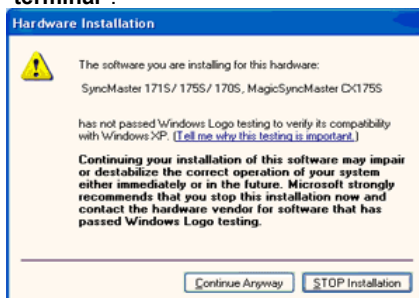 terminal".
Hardware Installation
The software you are installing for this hardware:
SyncMaster 171S/ 175S/ 170S, MagicSyncMaster CX175S
has not passed Windows Logo testing to verify its compatibility
with Windows XP. (Tell me why this testing is important.)
Continuing your installation of this software may impair
or destabilize the correct operation of your system
either immediately or in the future. Microsoft strongly
recommends that you stop this installation now and
contact the hardware vendor for software that has
passed Windows Logo testing.
Continue Anyway
STOP Installation